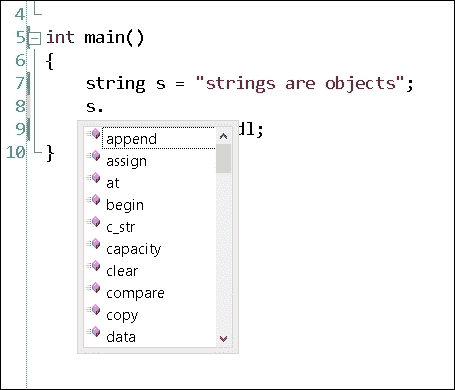 4
5 int main()
6 {
7 string s = "strings are objects";
8 s.
9 dl;
10 }
append
assign
at
begin
c_str
capacity
clear
compare
copy
data